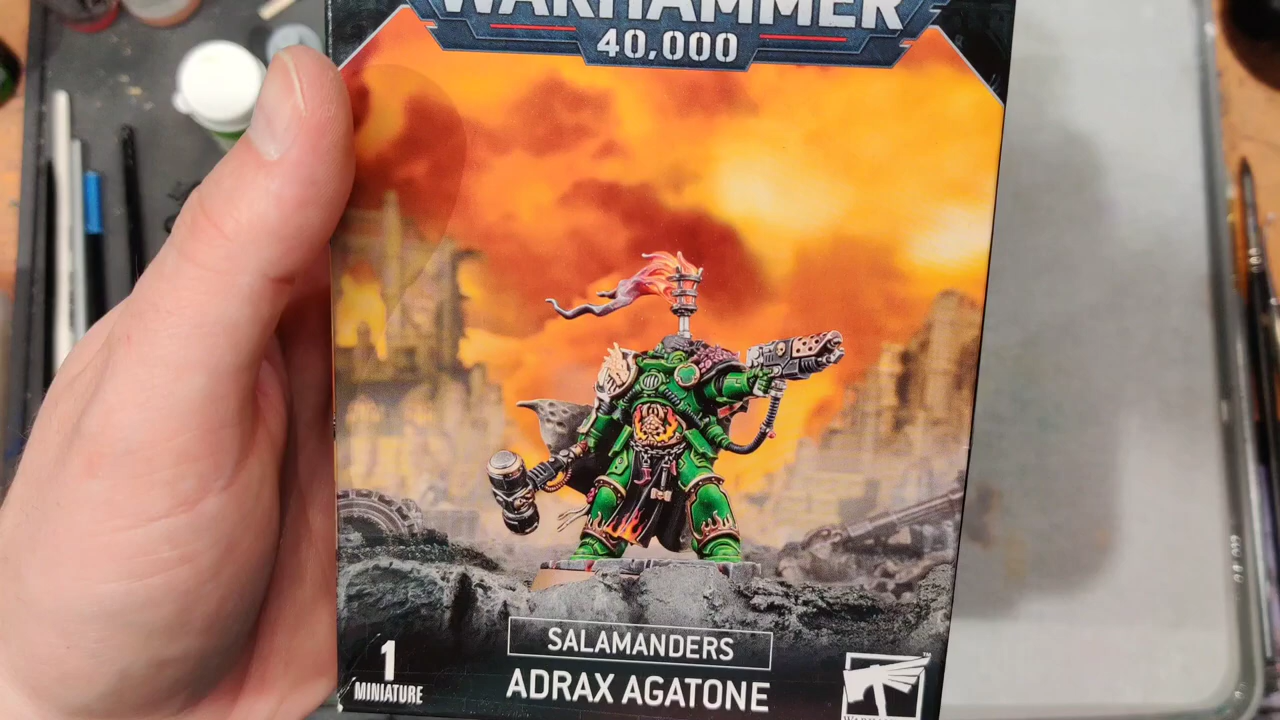 WARHAMMER
40,000
SALAMANDERS
ADRAX AGATONE
1
MINIATURE